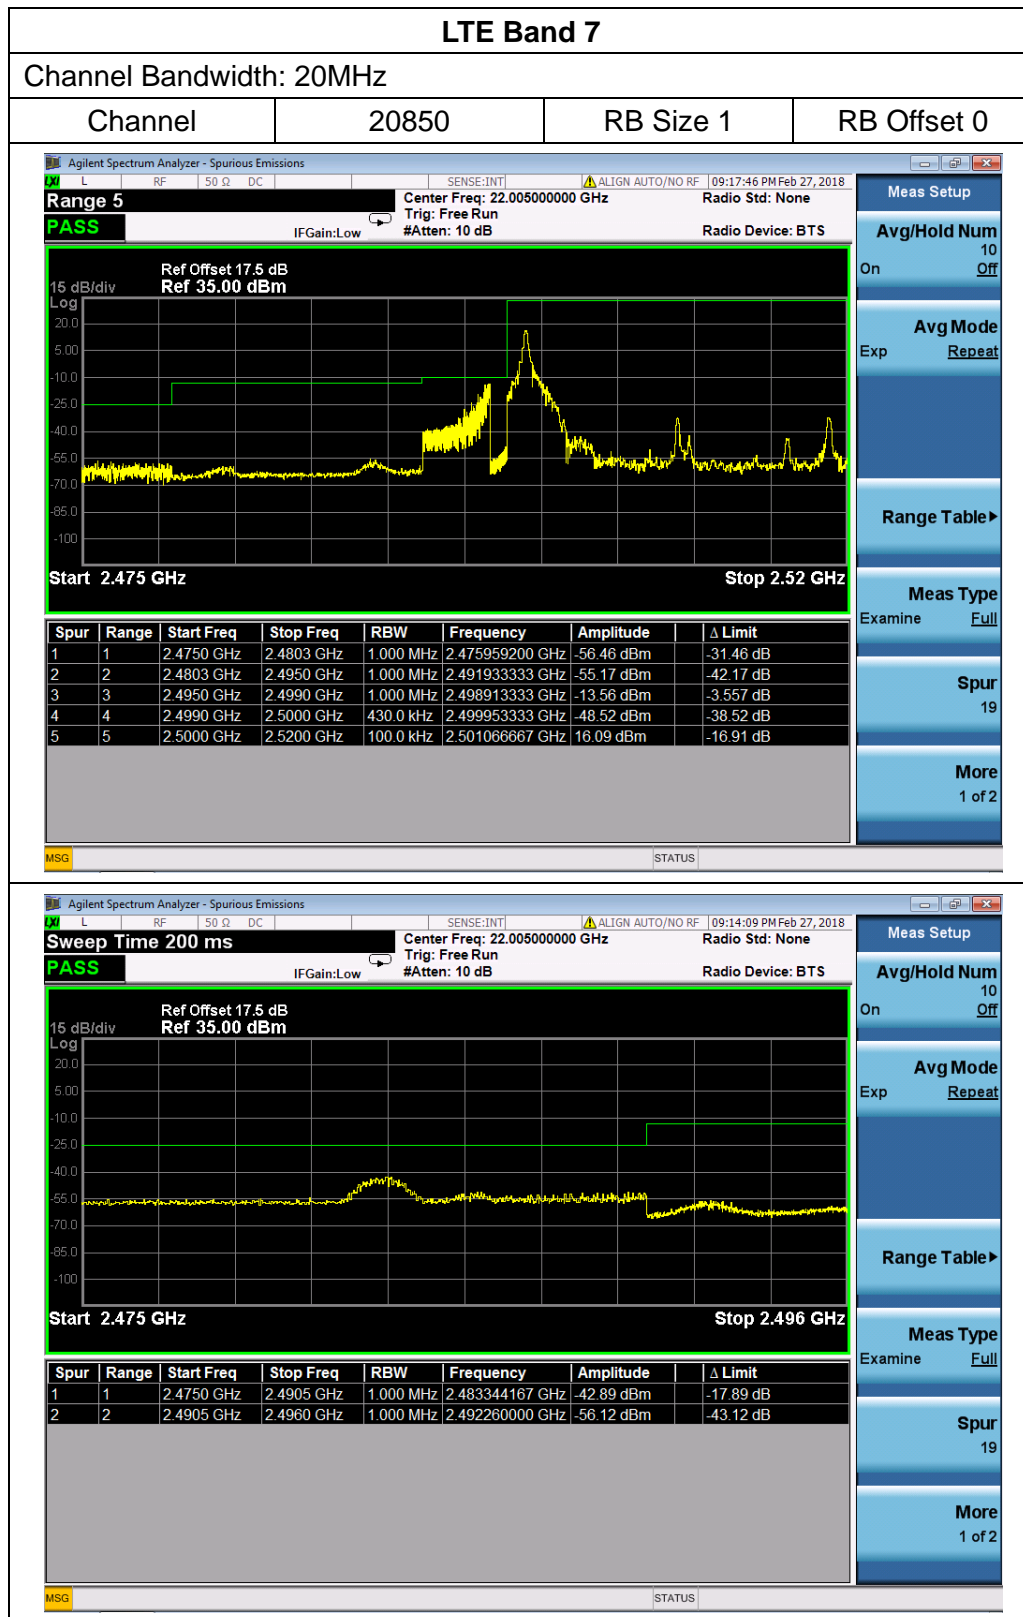 LTE Band 7
Channel Bandwidth: 20MHz
Channel 20850 RB Size 1 RB Offset 0
Agilent Spectrum Analyzer - Spurious Emissions
LXI L RF 50 Ω DC SENSE:INT ALIGN AUTO/NO RF 09:17:46 PM Feb 27, 2018
Range 5 Center Freq: 22.005000000 GHz Radio Std: None
Trig: Free Run
PASS IFGain:Low #Atten: 10 dB Radio Device: BTS
Ref Offset 17.5 dB
15 dB/div Ref 35.00 dBm
Log
20.0
5.00
-10.0
-25.0
-40.0
-55.0
-70.0
-85.0
-100
Start 2.475 GHz Stop 2.52 GHz
Spur Range Start Freq Stop Freq RBW Frequency Amplitude Δ Limit
1 1 2.4750 GHz 2.4803 GHz 1.000 MHz 2.475959200 GHz -56.46 dBm -31.46 dB
2 2 2.4803 GHz 2.4950 GHz 1.000 MHz 2.491933333 GHz -55.17 dBm -42.17 dB
3 3 2.4950 GHz 2.4990 GHz 1.000 MHz 2.498913333 GHz -13.56 dBm -3.557 dB
4 4 2.4990 GHz 2.5000 GHz 430.0 kHz 2.499953333 GHz -48.52 dBm -38.52 dB
5 5 2.5000 GHz 2.5200 GHz 100.0 kHz 2.501066667 GHz 16.09 dBm -16.91 dB
MSG STATUS
Meas Setup
Avg/Hold Num
10
On Off
Avg Mode
Exp Repeat
Range Table
Meas Type
Examine Full
Spur
19
More
1 of 2
Agilent Spectrum Analyzer - Spurious Emissions
LXI L RF 50 Ω DC SENSE:INT ALIGN AUTO/NO RF 09:14:09 PM Feb 27, 2018
Sweep Time 200 ms Center Freq: 22.005000000 GHz Radio Std: None
Trig: Free Run
PASS IFGain:Low #Atten: 10 dB Radio Device: BTS
Ref Offset 17.5 dB
15 dB/div Ref 35.00 dBm
Log
20.0
5.00
-10.0
-25.0
-40.0
-55.0
-70.0
-85.0
-100
Start 2.475 GHz Stop 2.496 GHz
Spur Range Start Freq Stop Freq RBW Frequency Amplitude Δ Limit
1 1 2.4750 GHz 2.4905 GHz 1.000 MHz 2.483344167 GHz -42.89 dBm -17.89 dB
2 2 2.4905 GHz 2.4960 GHz 1.000 MHz 2.492260000 GHz -56.12 dBm -43.12 dB
MSG STATUS
Meas Setup
Avg/Hold Num
10
On Off
Avg Mode
Exp Repeat
Range Table
Meas Type
Examine Full
Spur
19
More
1 of 2